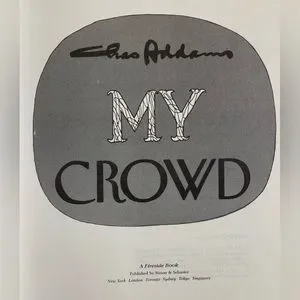 Chas Addams
MY
CROWD
A Fireside Book
Published by Simon & Schuster
New York London Toronto Sydney Tokyo Singapore